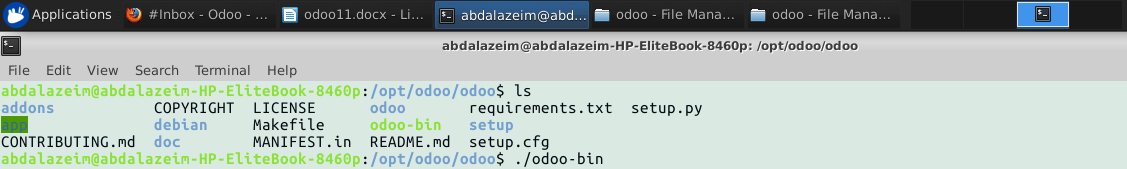 Applications #Inbox - Odoo - ... odoo11.docx - Li... abdalazeim@abd... odoo - File Mana... odoo - File Mana...
abdalazeim@abdalazeim-HP-EliteBook-8460p: /opt/odoo/odoo
File Edit View Search Terminal Help
abdalazeim@abdalazeim-HP-EliteBook-8460p:/opt/odoo/odoo$ ls
addons COPYRIGHT LICENSE odoo requirements.txt setup.py
app debian Makefile odoo-bin setup
CONTRIBUTING.md doc MANIFEST.in README.md setup.cfg
abdalazeim@abdalazeim-HP-EliteBook-8460p:/opt/odoo/odoo$ ./odoo-bin